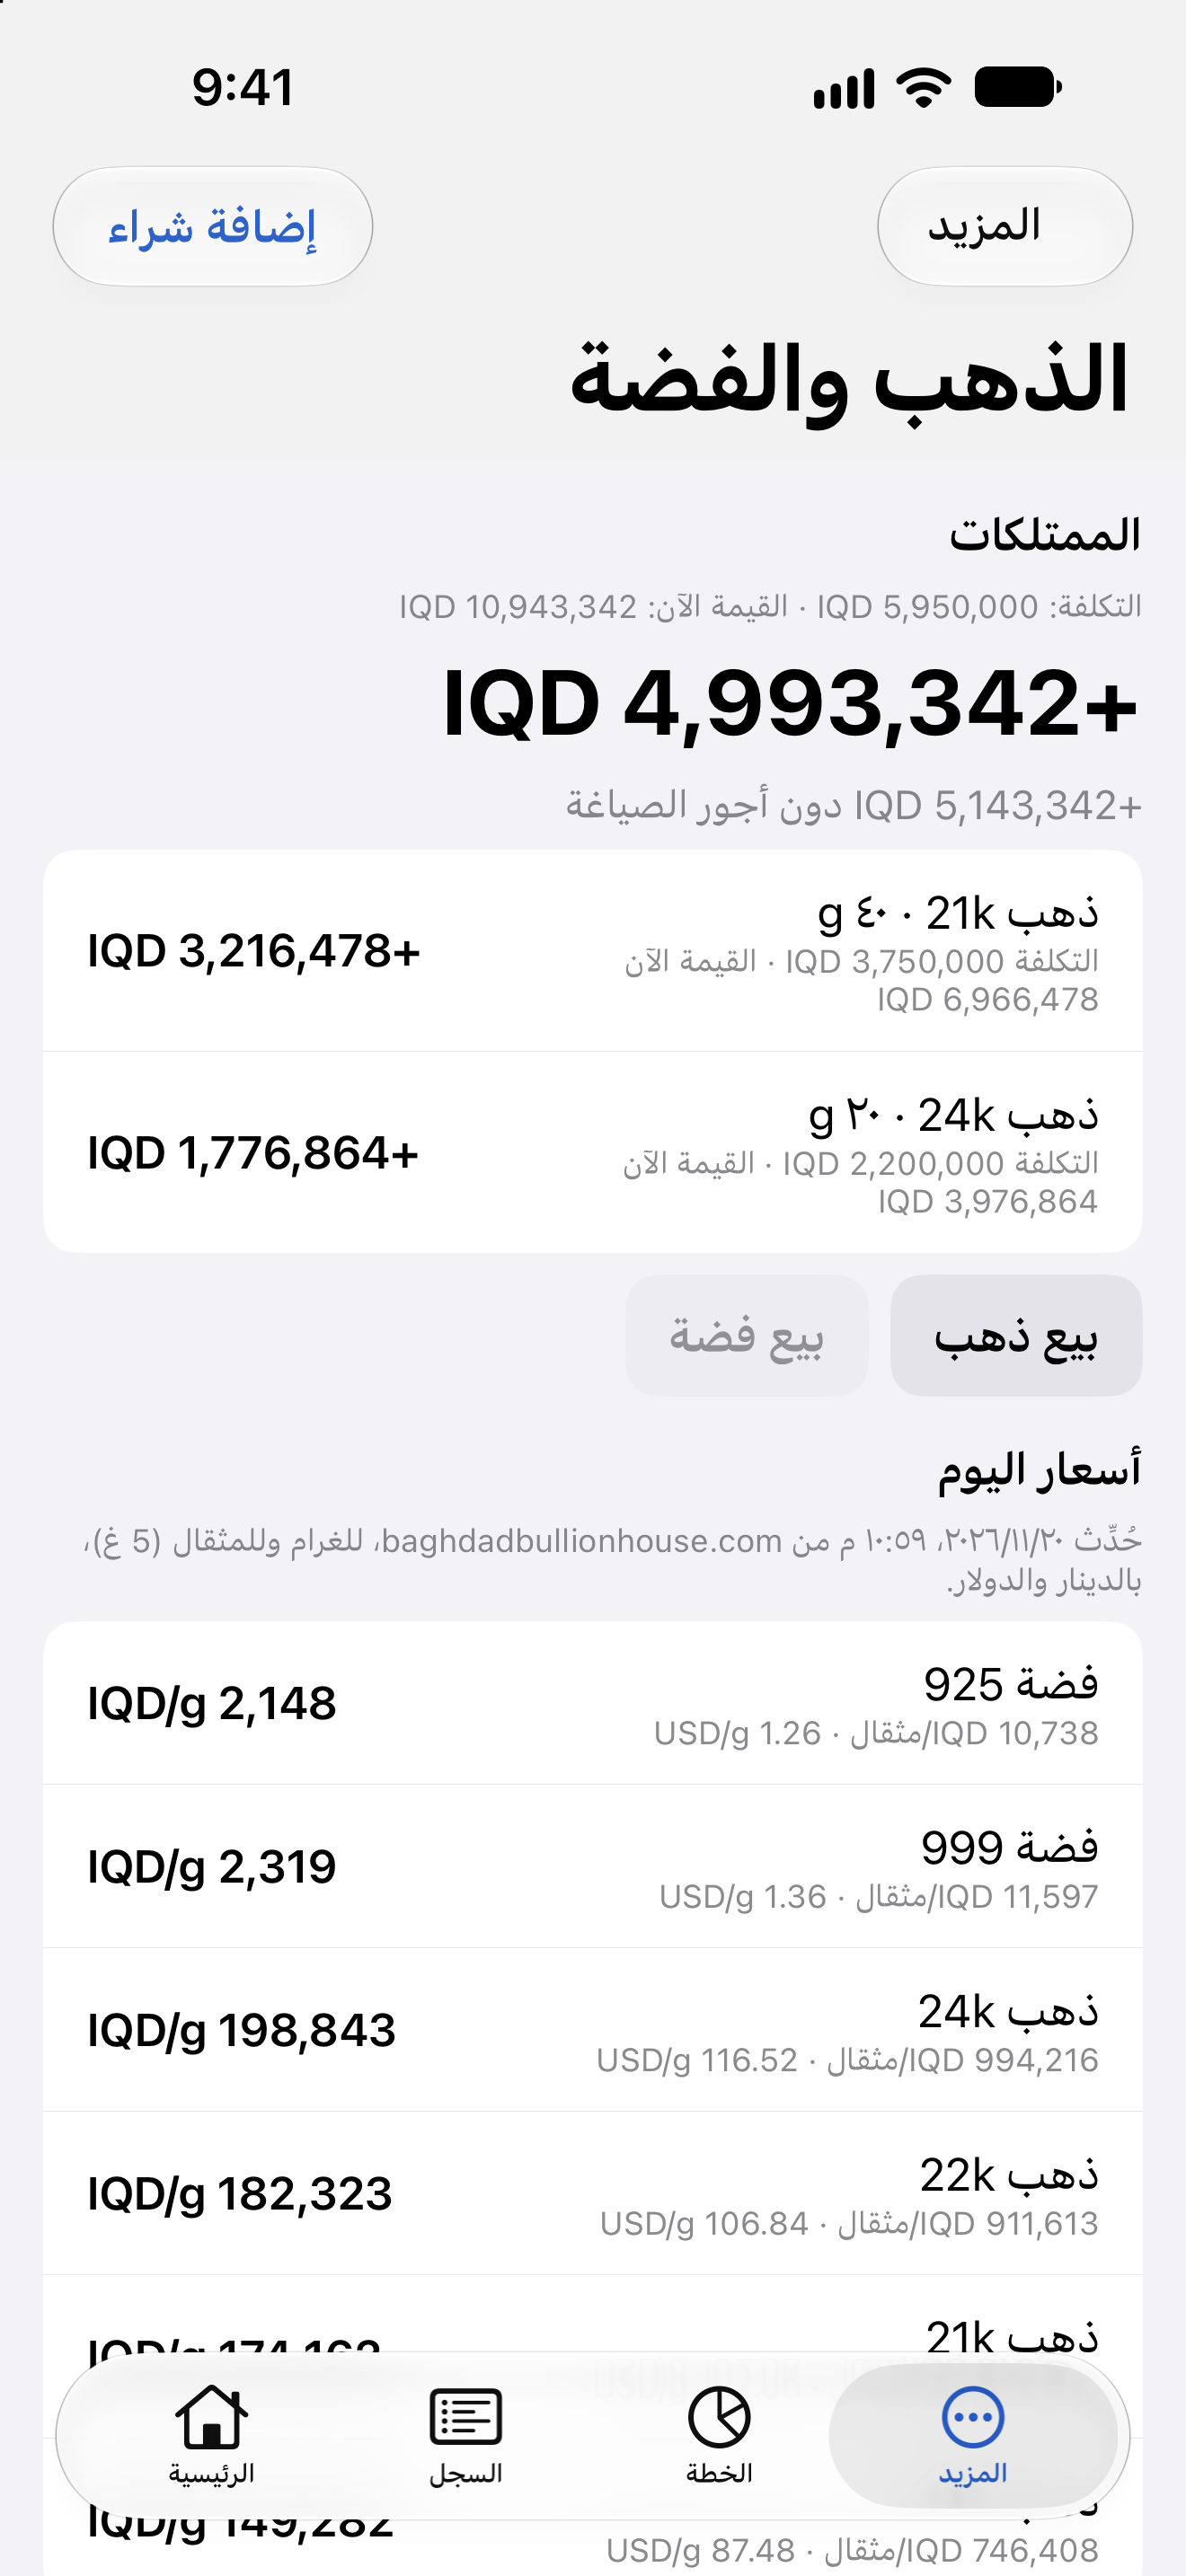 9:41
المزيد
إضافة شراء
الذهب والفضة
الممتلكات
التكلفة: IQD 5,950,000 · القيمة الآن: IQD 10,943,342
+IQD 4,993,342
+IQD 5,143,342 دون أجور الصياغة
ذهب 21k · ٤٠ g
التكلفة IQD 3,750,000 · القيمة الآن
IQD 6,966,478
+IQD 3,216,478
ذهب 24k · ٢٠ g
التكلفة IQD 2,200,000 · القيمة الآن
IQD 3,976,864
+IQD 1,776,864
بيع ذهب
بيع فضة
أسعار اليوم
حُدِّث ٢٠٢٦/١١/٢٠، ١٠:٥٩ م من baghdadbullionhouse.com، للغرام وللمثقال (5 غ)،
بالدينار والدولار.
فضة 925
IQD 10,738/مثقال · USD/g 1.26
IQD/g 2,148
فضة 999
IQD 11,597/مثقال · USD/g 1.36
IQD/g 2,319
ذهب 24k
IQD 994,216/مثقال · USD/g 116.52
IQD/g 198,843
ذهب 22k
IQD 911,613/مثقال · USD/g 106.84
IQD/g 182,323
ذهب 21k
IQD/g 174,162
IQD/g 149,282
IQD 746,408/مثقال · USD/g 87.48
المزيد
الخطة
السجل
الرئيسية